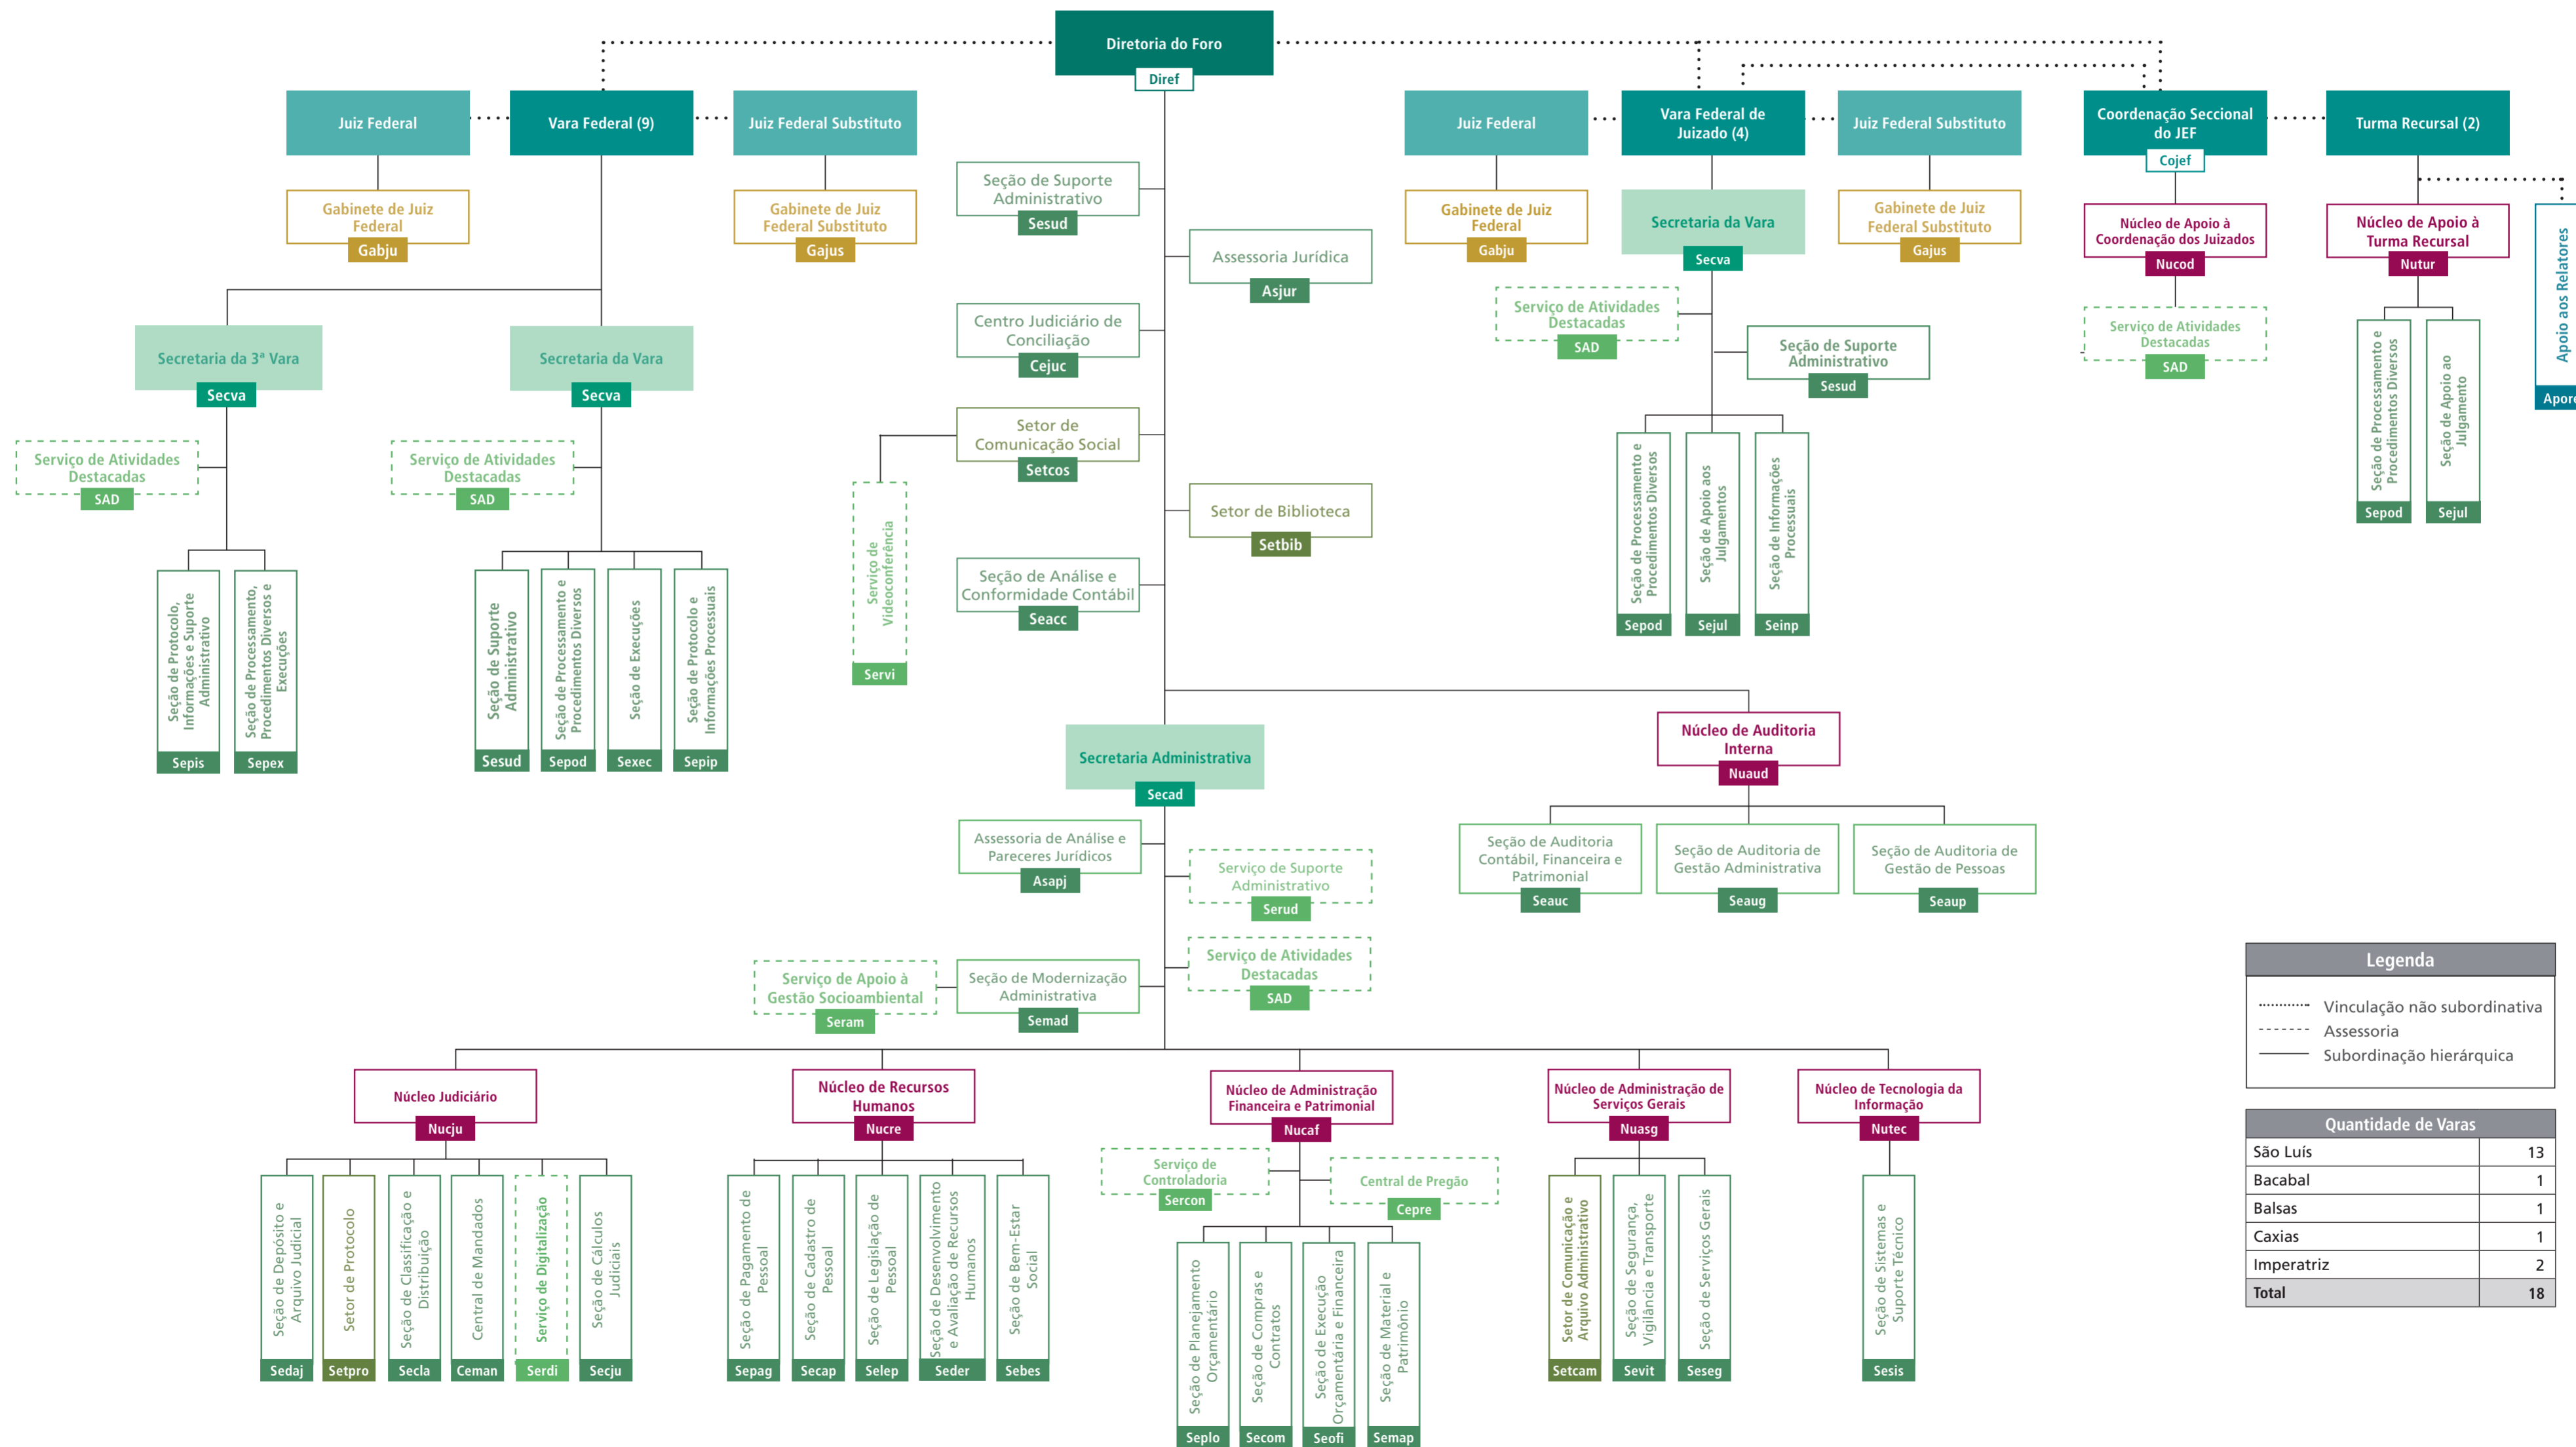 Diretoria do Foro
Diref
Juiz Federal
Vara Federal (9)
Juiz Federal Substituto
Gabinete de Juiz
Federal
Gabju
Gabinete de Juiz
Federal Substituto
Gajus
Secretaria da 3ª Vara
Secva
Secretaria da Vara
Secva
Serviço de Atividades
Destacadas
SAD
Serviço de Atividades
Destacadas
SAD
Seção de Protocolo,
Informações e Suporte
Administrativo
Sepis
Seção de Processamento,
Procedimentos Diversos e
Execuções
Sepex
Seção de Suporte
Administrativo
Sesud
Seção de Processamento e
Procedimentos Diversos
Sepod
Seção de Execuções
Sexec
Seção de Protocolo e
Informações Processuais
Sepip
Seção de Suporte
Administrativo
Sesud
Assessoria Jurídica
Asjur
Centro Judiciário de
Conciliação
Cejuc
Setor de
Comunicação Social
Setcos
Serviço de
Videoconferência
Servi
Setor de Biblioteca
Setbib
Seção de Análise e
Conformidade Contábil
Seacc
Juiz Federal
Vara Federal de
Juizado (4)
Juiz Federal Substituto
Gabinete de Juiz
Federal
Gabju
Secretaria da Vara
Secva
Gabinete de Juiz
Federal Substituto
Gajus
Serviço de Atividades
Destacadas
SAD
Seção de Suporte
Administrativo
Sesud
Seção de Processamento e
Procedimentos Diversos
Sepod
Seção de Apoio aos
Julgamentos
Sejul
Seção de Informações
Processuais
Seinp
Coordenação Seccional
do JEF
Cojef
Turma Recursal (2)
Núcleo de Apoio à
Coordenação dos Juizados
Nucod
Núcleo de Apoio à
Turma Recursal
Nutur
Serviço de Atividades
Destacadas
SAD
Seção de Processamento e
Procedimentos Diversos
Sepod
Seção de Apoio ao
Julgamento
Sejul
Apoio aos Relatores
Secretaria Administrativa
Secad
Núcleo de Auditoria
Interna
Nuaud
Seção de Auditoria
Contábil, Financeira e
Patrimonial
Seauc
Seção de Auditoria de
Gestão Administrativa
Seaug
Seção de Auditoria de
Gestão de Pessoas
Seaup
Assessoria de Análise e
Pareceres Jurídicos
Asapj
Serviço de Suporte
Administrativo
Serud
Serviço de Apoio à
Gestão Socioambiental
Seram
Seção de Modernização
Administrativa
Semad
Serviço de Atividades
Destacadas
SAD
Núcleo Judiciário
Nucju
Núcleo de Recursos
Humanos
Nucre
Núcleo de Administração
Financeira e Patrimonial
Nucaf
Núcleo de Administração de
Serviços Gerais
Nuasg
Núcleo de Tecnologia da
Informação
Nutec
Seção de Depósito e
Arquivo Judicial
Sedaj
Setor de Protocolo
Setpro
Seção de Classificação e
Distribuição
Secla
Central de Mandados
Ceman
Serviço de Digitalização
Serdi
Seção de Cálculos
Judiciais
Secju
Seção de Pagamento de
Pessoal
Sepag
Seção de Cadastro de
Pessoal
Secap
Seção de Legislação de
Pessoal
Selep
Seção de Desenvolvimento
e Avaliação de Recursos
Humanos
Seder
Seção de Bem-Estar
Social
Sebes
Serviço de
Controladoria
Sercon
Central de Pregão
Cepre
Seção de Planejamento
Orçamentário
Seplo
Seção de Compras e
Contratos
Secom
Seção de Execução
Orçamentária e Financeira
Seofi
Seção de Material e
Patrimônio
Semap
Setor de Comunicação e
Arquivo Administrativo
Setcam
Seção de Segurança,
Vigilância e Transporte
Sevit
Seção de Serviços Gerais
Seseg
Seção de Sistemas e
Suporte Técnico
Sesis
Legenda
Vinculação não subordinativa
Assessoria
Subordinação hierárquica
Quantidade de Varas
São Luís 13
Bacabal 1
Balsas 1
Caxias 1
Imperatriz 2
Total 18